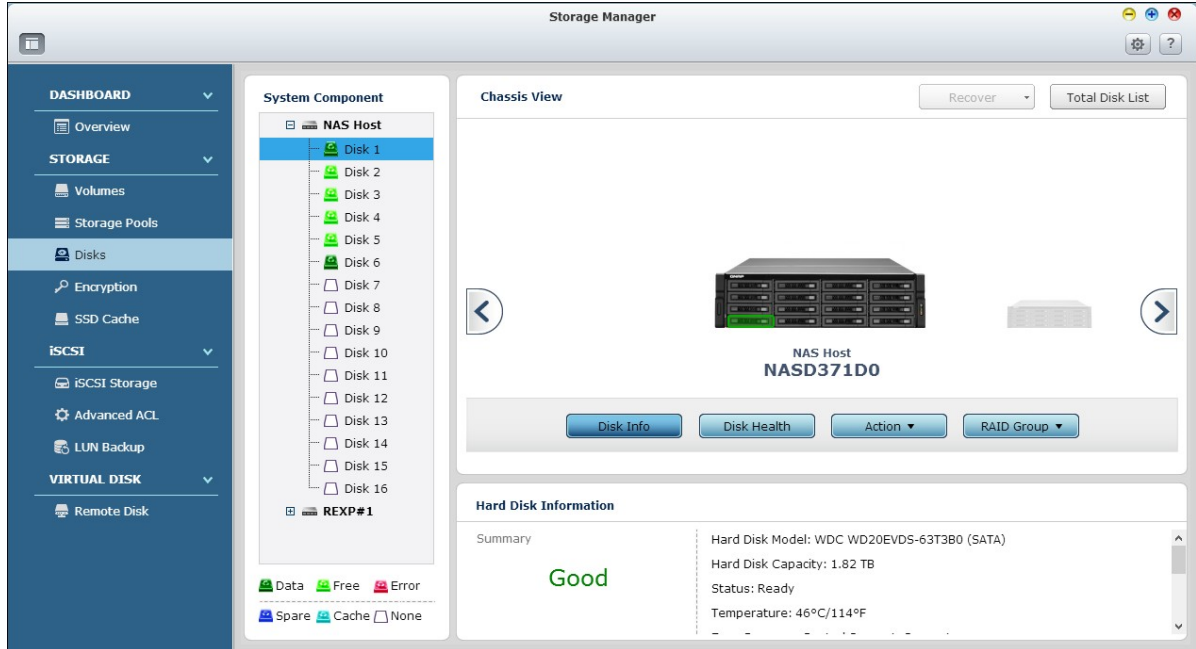 Storage Manager
?
DASHBOARD
Overview
STORAGE
Volumes
Storage Pools
Disks
Encryption
SSD Cache
iSCSI
iSCSI Storage
Advanced ACL
LUN Backup
VIRTUAL DISK
Remote Disk
System Component
NAS Host
Disk 1
Disk 2
Disk 3
Disk 4
Disk 5
Disk 6
Disk 7
Disk 8
Disk 9
Disk 10
Disk 11
Disk 12
Disk 13
Disk 14
Disk 15
Disk 16
REXP#1
Data Free Error
Spare Cache None
Chassis View
Recover
Total Disk List
QNAP
NAS Host
NASD371D0
Disk Info Disk Health Action RAID Group
Hard Disk Information
Summary
Good
Hard Disk Model: WDC WD20EVDS-63T3B0 (SATA)
Hard Disk Capacity: 1.82 TB
Status: Ready
Temperature: 46°C/114°F